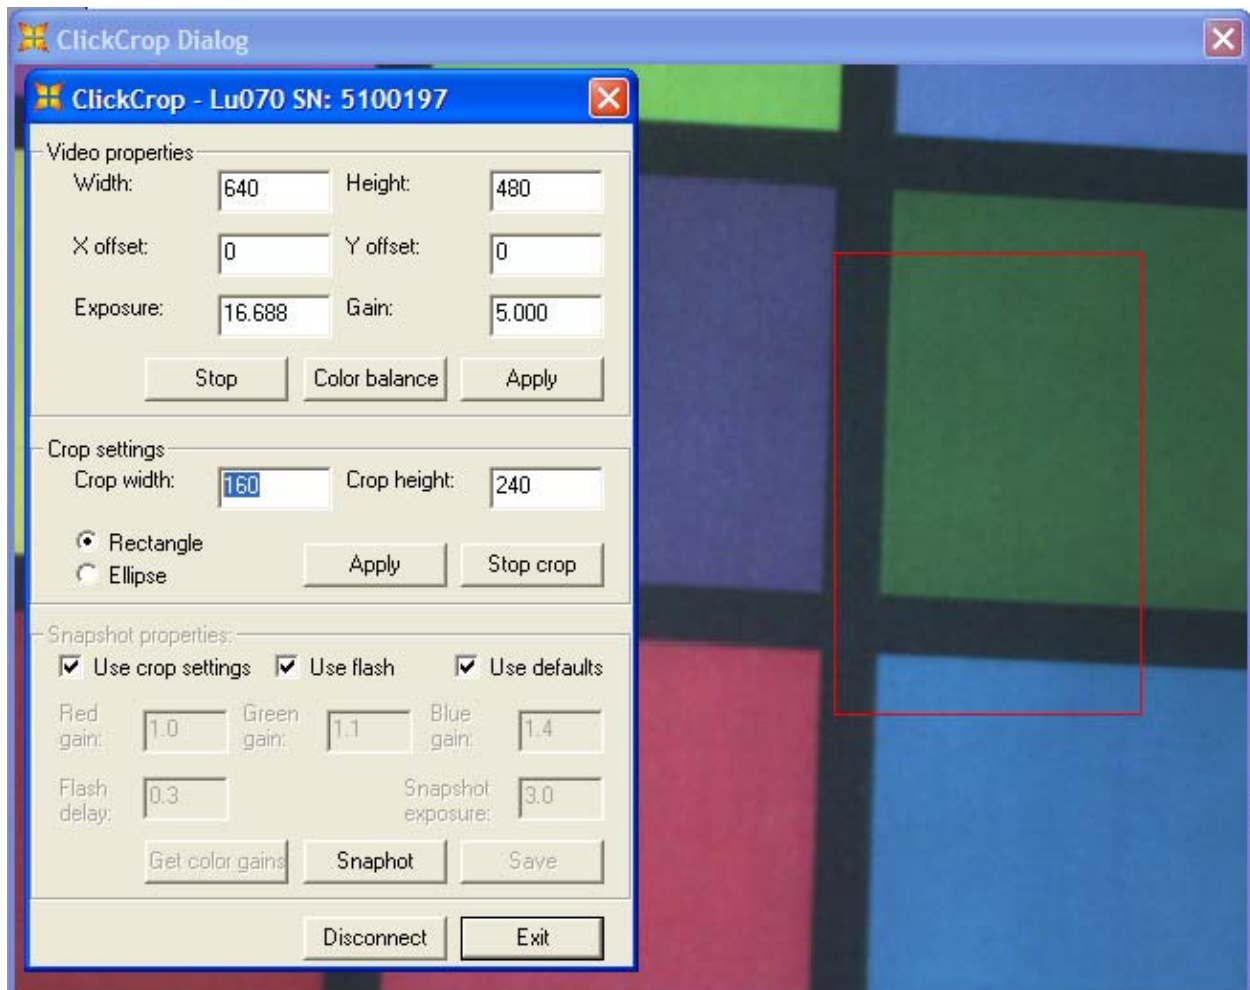 ClickCrop Dialog
ClickCrop - Lu070 SN: 5100197
Video properties
Width: 640 Height: 480
X offset: 0 Y offset: 0
Exposure: 16.688 Gain: 5.000
Stop Color balance Apply
Crop settings
Crop width: 160 Crop height: 240
Rectangle
Ellipse
Apply Stop crop
Snapshot properties:
Use crop settings Use flash Use defaults
Red gain: 1.0 Green gain: 1.1 Blue gain: 1.4
Flash delay: 0.3 Snapshot exposure: 3.0
Get color gains Snaphot Save
Disconnect Exit